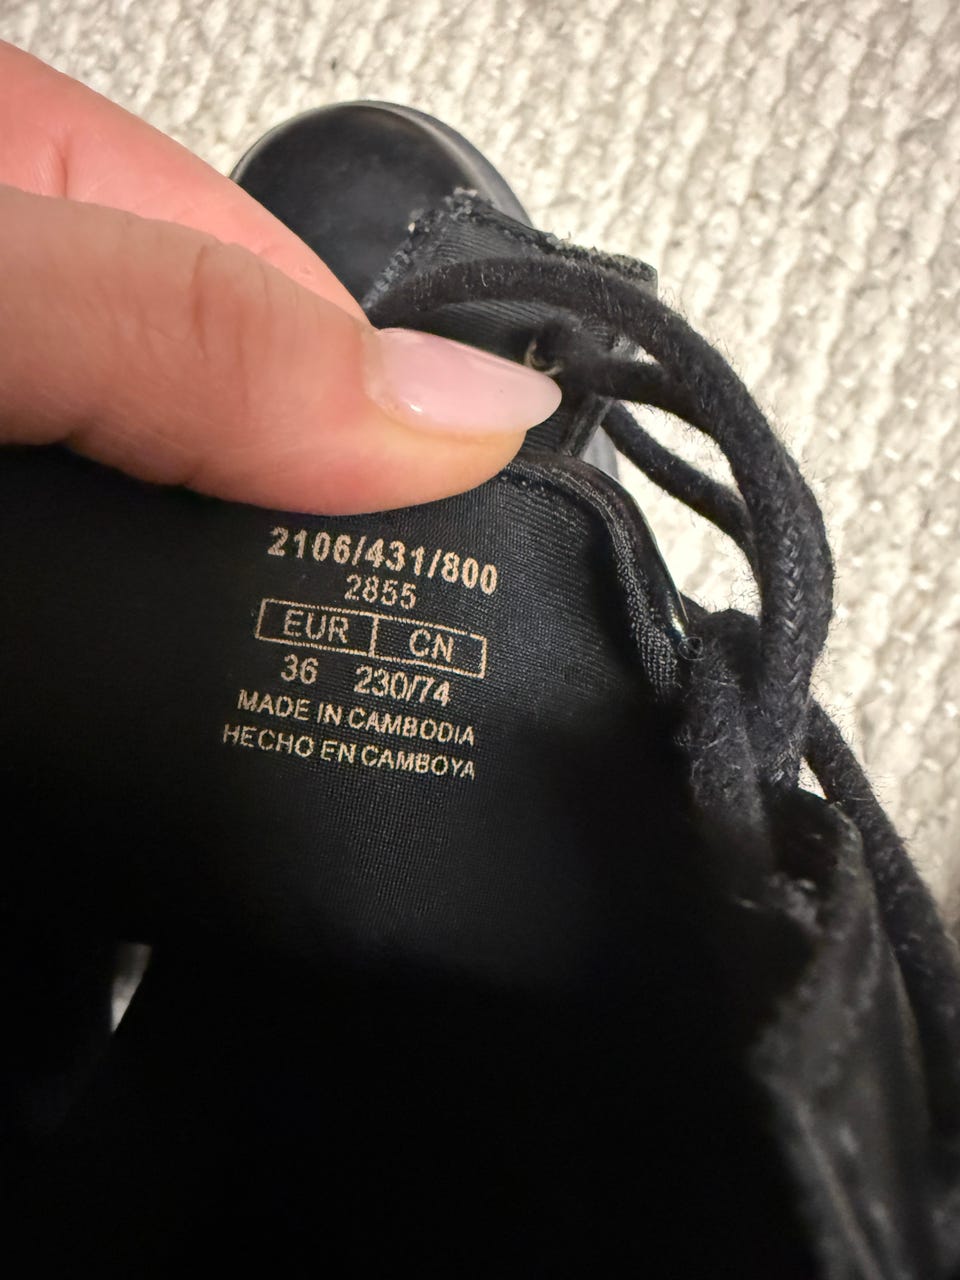 2106/431/800
2855
EUR CN
36 230/74
MADE IN CAMBODIA
HECHO EN CAMBOYA